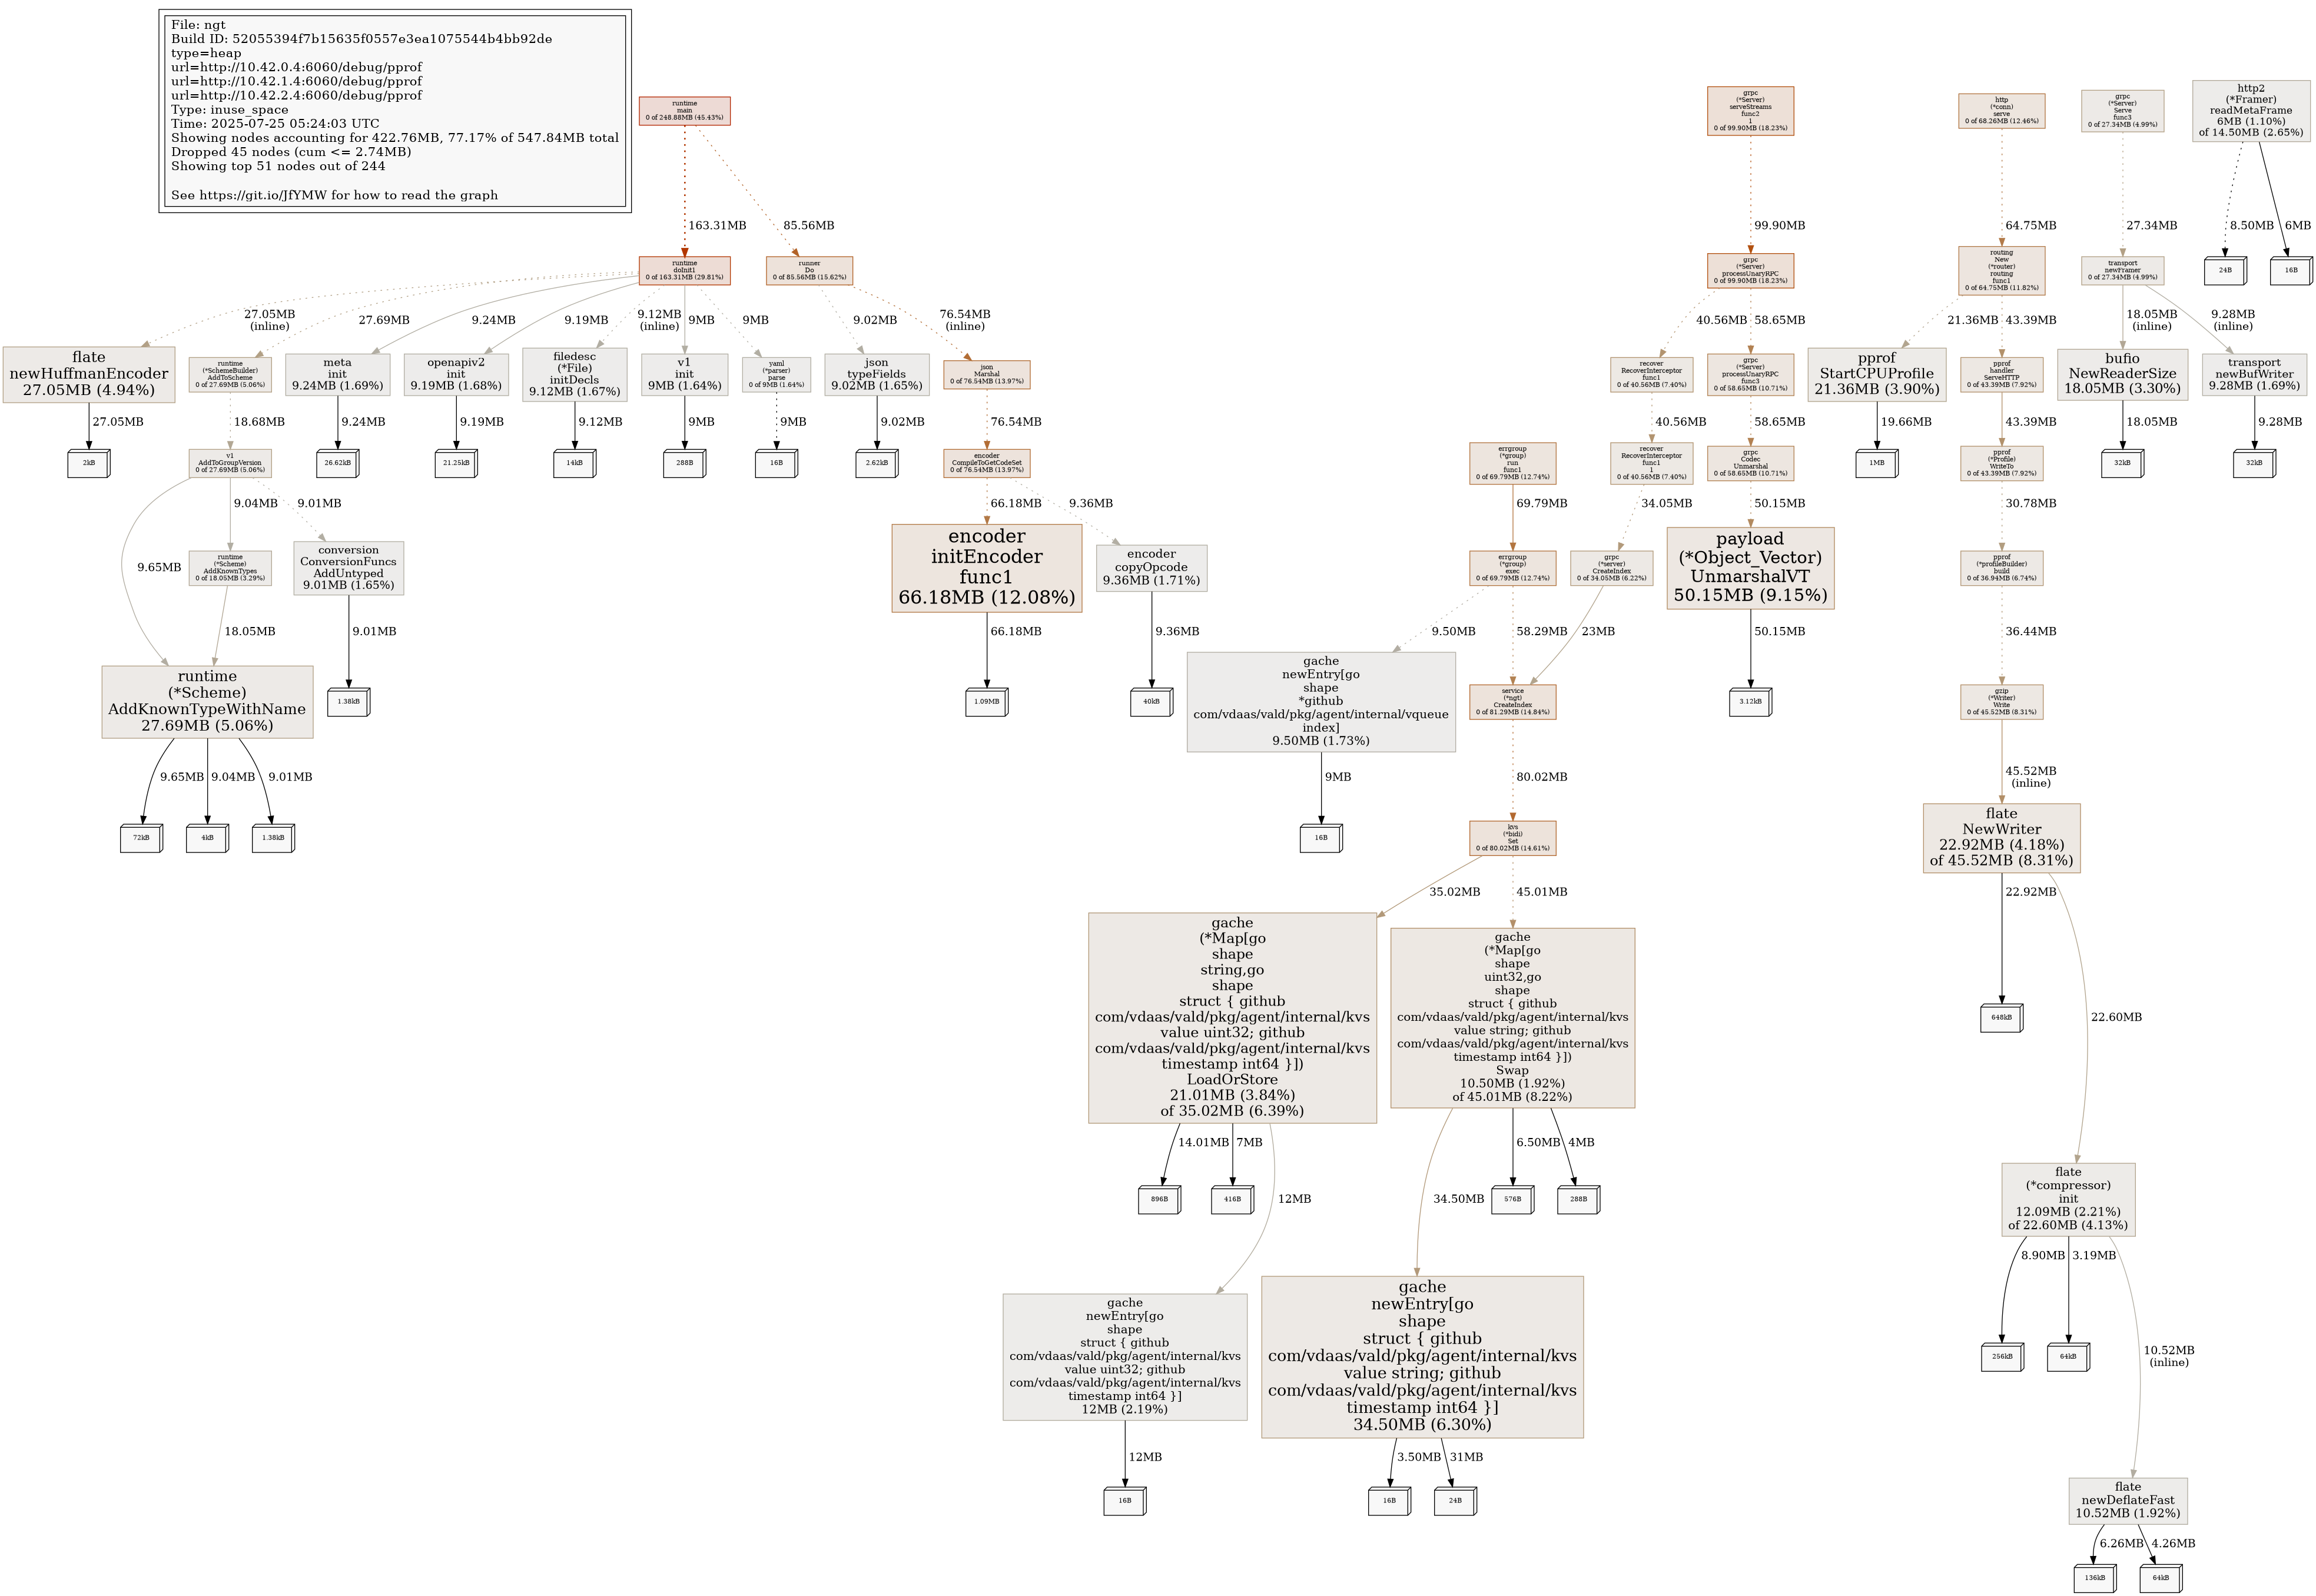 File: ngt
Build ID: 52055394f7b15635f0557e3ea1075544b4bb92de
type=heap
url=http://10.42.0.4:6060/debug/pprof
url=http://10.42.1.4:6060/debug/pprof
url=http://10.42.2.4:6060/debug/pprof
Type: inuse_space
Time: 2025-07-25 05:24:03 UTC
Showing nodes accounting for 422.76MB, 77.17% of 547.84MB total
Dropped 45 nodes (cum <= 2.74MB)
Showing top 51 nodes out of 244
See https://git.io/JfYMW for how to read the graph
runtime
main
0 of 248.88MB (45.43%)
grpc
(*Server)
serveStreams
func2
1
0 of 99.90MB (18.23%)
http
(*conn)
serve
0 of 68.26MB (12.46%)
grpc
(*Server)
Serve
func3
0 of 27.34MB (4.99%)
http2
(*Framer)
readMetaFrame
6MB (1.10%)
of 14.50MB (2.65%)
163.31MB
85.56MB
99.90MB
64.75MB
27.34MB
8.50MB
6MB
runtime
doInit1
0 of 163.31MB (29.81%)
runner
Do
0 of 85.56MB (15.62%)
grpc
(*Server)
processUnaryRPC
0 of 99.90MB (18.23%)
routing
New
(*router)
routing
func1
0 of 64.75MB (11.82%)
transport
newFramer
0 of 27.34MB (4.99%)
24B
16B
27.05MB
(inline)
27.69MB
9.24MB
9.19MB
9.12MB
(inline)
9MB
9MB
9.02MB
76.54MB
(inline)
40.56MB
58.65MB
21.36MB
43.39MB
18.05MB
(inline)
9.28MB
(inline)
flate
newHuffmanEncoder
27.05MB (4.94%)
runtime
(*SchemeBuilder)
AddToScheme
0 of 27.69MB (5.06%)
meta
init
9.24MB (1.69%)
openapiv2
init
9.19MB (1.68%)
filedesc
(*File)
initDecls
9.12MB (1.67%)
v1
init
9MB (1.64%)
yaml
(*parser)
parse
0 of 9MB (1.64%)
json
typeFields
9.02MB (1.65%)
json
Marshal
0 of 76.54MB (13.97%)
recover
RecoverInterceptor
func1
0 of 40.56MB (7.40%)
grpc
(*Server)
processUnaryRPC
func3
0 of 58.65MB (10.71%)
pprof
StartCPUProfile
21.36MB (3.90%)
pprof
handler
ServeHTTP
0 of 43.39MB (7.92%)
bufio
NewReaderSize
18.05MB (3.30%)
transport
newBufWriter
9.28MB (1.69%)
27.05MB
18.68MB
9.24MB
9.19MB
9.12MB
9MB
9MB
9.02MB
76.54MB
40.56MB
58.65MB
19.66MB
43.39MB
18.05MB
9.28MB
2kB
v1
AddToGroupVersion
0 of 27.69MB (5.06%)
26.62kB
21.25kB
14kB
288B
16B
2.62kB
encoder
CompileToGetCodeSet
0 of 76.54MB (13.97%)
errgroup
(*group)
run
func1
0 of 69.79MB (12.74%)
recover
RecoverInterceptor
func1
1
0 of 40.56MB (7.40%)
grpc
Codec
Unmarshal
0 of 58.65MB (10.71%)
1MB
pprof
(*Profile)
WriteTo
0 of 43.39MB (7.92%)
32kB
32kB
9.65MB
9.04MB
9.01MB
66.18MB
9.36MB
69.79MB
34.05MB
50.15MB
30.78MB
runtime
(*Scheme)
AddKnownTypes
0 of 18.05MB (3.29%)
conversion
ConversionFuncs
AddUntyped
9.01MB (1.65%)
encoder
initEncoder
func1
66.18MB (12.08%)
encoder
copyOpcode
9.36MB (1.71%)
errgroup
(*group)
exec
0 of 69.79MB (12.74%)
grpc
(*server)
CreateIndex
0 of 34.05MB (6.22%)
payload
(*Object_Vector)
UnmarshalVT
50.15MB (9.15%)
pprof
(*profileBuilder)
build
0 of 36.94MB (6.74%)
18.05MB
9.01MB
66.18MB
9.36MB
9.50MB
58.29MB
23MB
50.15MB
36.44MB
runtime
(*Scheme)
AddKnownTypeWithName
27.69MB (5.06%)
1.38kB
1.09MB
40kB
gache
newEntry[go
shape
*github
com/vdaas/vald/pkg/agent/internal/vqueue
index]
9.50MB (1.73%)
service
(*ngt)
CreateIndex
0 of 81.29MB (14.84%)
3.12kB
gzip
(*Writer)
Write
0 of 45.52MB (8.31%)
9.65MB
9.04MB
9.01MB
9MB
80.02MB
45.52MB
(inline)
72kB
4kB
1.38kB
16B
kvs
(*bidi)
Set
0 of 80.02MB (14.61%)
flate
NewWriter
22.92MB (4.18%)
of 45.52MB (8.31%)
35.02MB
45.01MB
22.92MB
22.60MB
gache
(*Map[go
shape
string,go
shape
struct { github
com/vdaas/vald/pkg/agent/internal/kvs
value uint32; github
com/vdaas/vald/pkg/agent/internal/kvs
timestamp int64 }])
LoadOrStore
21.01MB (3.84%)
of 35.02MB (6.39%)
gache
(*Map[go
shape
uint32,go
shape
struct { github
com/vdaas/vald/pkg/agent/internal/kvs
value string; github
com/vdaas/vald/pkg/agent/internal/kvs
timestamp int64 }])
Swap
10.50MB (1.92%)
of 45.01MB (8.22%)
648kB
14.01MB
7MB
12MB
34.50MB
6.50MB
4MB
896B
416B
576B
288B
flate
(*compressor)
init
12.09MB (2.21%)
of 22.60MB (4.13%)
8.90MB
3.19MB
10.52MB
(inline)
gache
newEntry[go
shape
struct { github
com/vdaas/vald/pkg/agent/internal/kvs
value uint32; github
com/vdaas/vald/pkg/agent/internal/kvs
timestamp int64 }]
12MB (2.19%)
gache
newEntry[go
shape
struct { github
com/vdaas/vald/pkg/agent/internal/kvs
value string; github
com/vdaas/vald/pkg/agent/internal/kvs
timestamp int64 }]
34.50MB (6.30%)
256kB
64kB
12MB
3.50MB
31MB
16B
16B
24B
flate
newDeflateFast
10.52MB (1.92%)
6.26MB
4.26MB
136kB
64kB